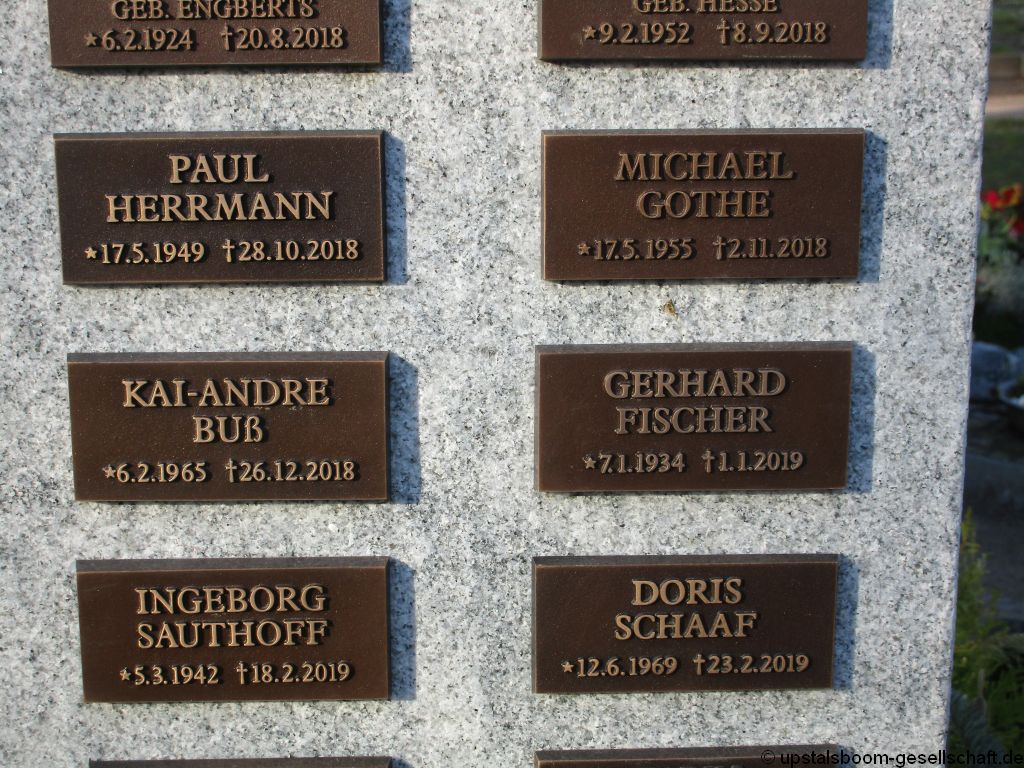 GEB. ENGBERTS
*6.2.1924 †20.8.2018
GEB. HESSE
*9.2.1952 †8.9.2018
PAUL
HERRMANN
*17.5.1949 †28.10.2018
MICHAEL
GOTHE
*17.5.1955 †2.11.2018
KAI-ANDRE
BUß
*6.2.1965 †26.12.2018
GERHARD
FISCHER
*7.1.1934 †1.1.2019
INGEBORG
SAUTHOFF
*5.3.1942 †18.2.2019
DORIS
SCHAAF
*12.6.1969 †23.2.2019
© upstalsboom-gesellschaft.de